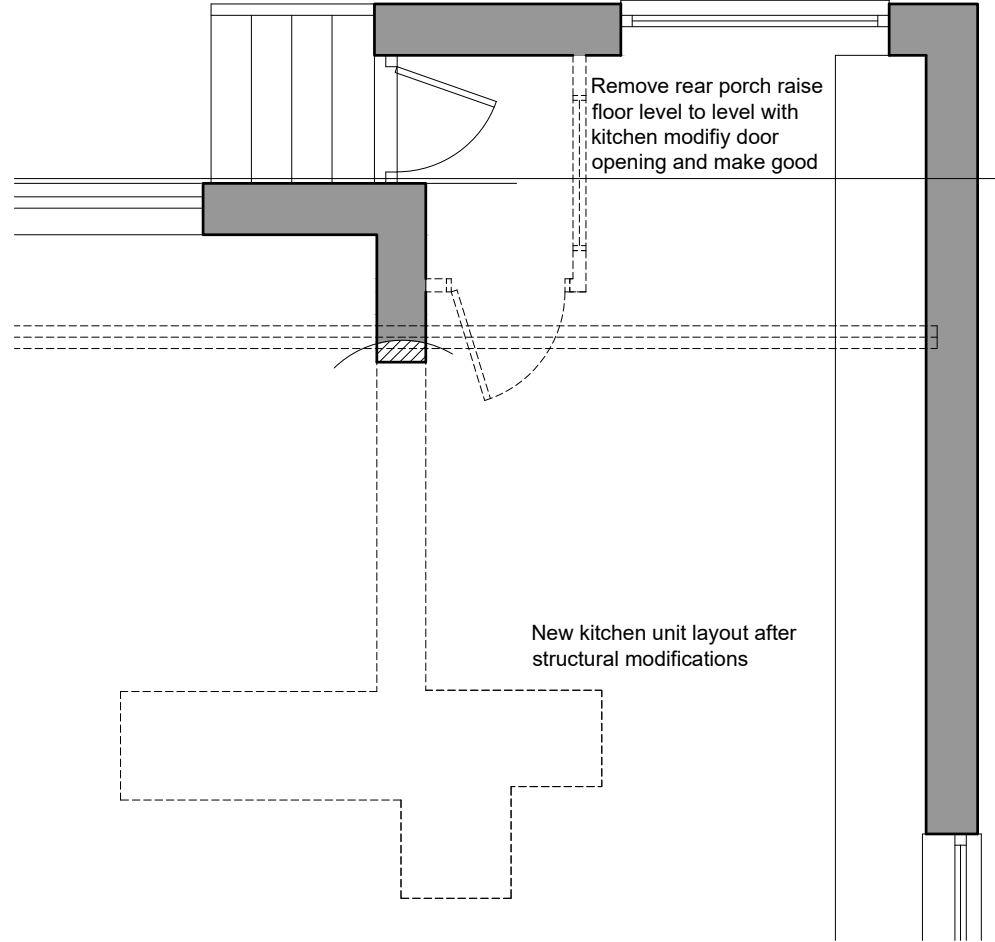 Remove rear porch raise
floor level to level with
kitchen modifiy door
opening and make good
New kitchen unit layout after
structural modifications